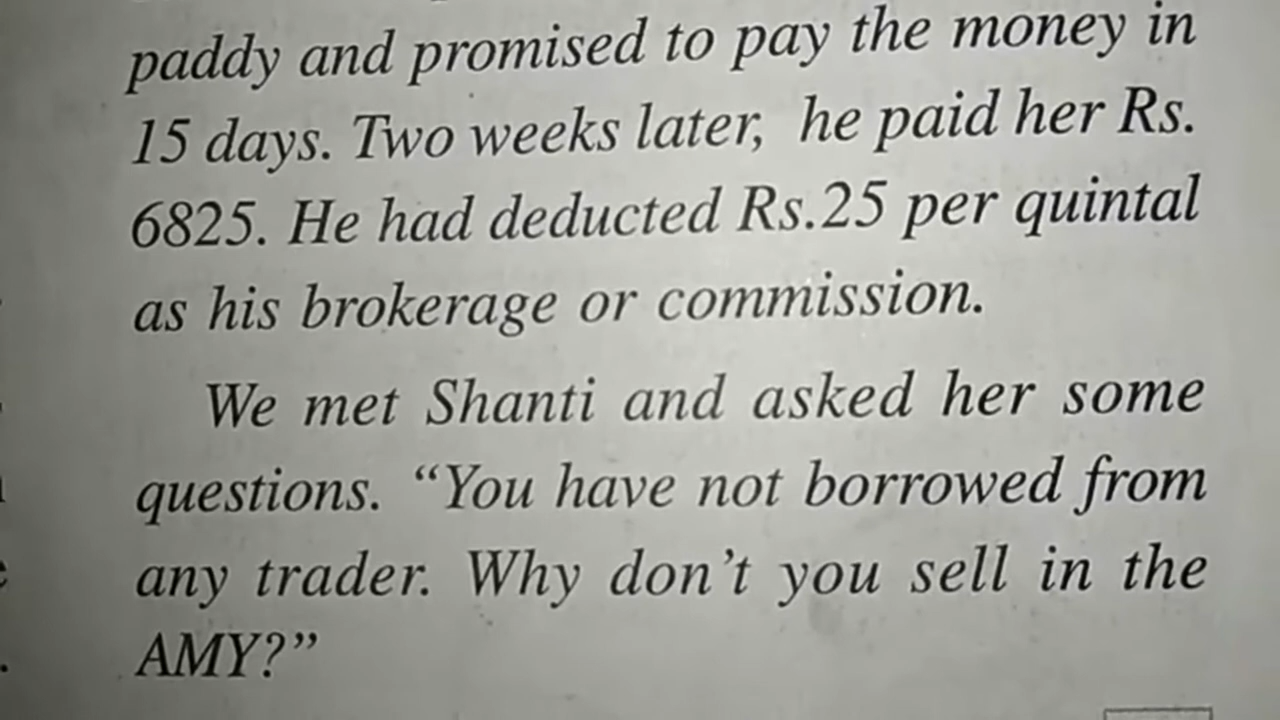 paddy and promised to pay the money in
15 days. Two weeks later, he paid her Rs.
6825. He had deducted Rs.25 per quintal
as his brokerage or commission.
We met Shanti and asked her some
questions. “You have not borrowed from
any trader. Why don’t you sell in the
AMY?”